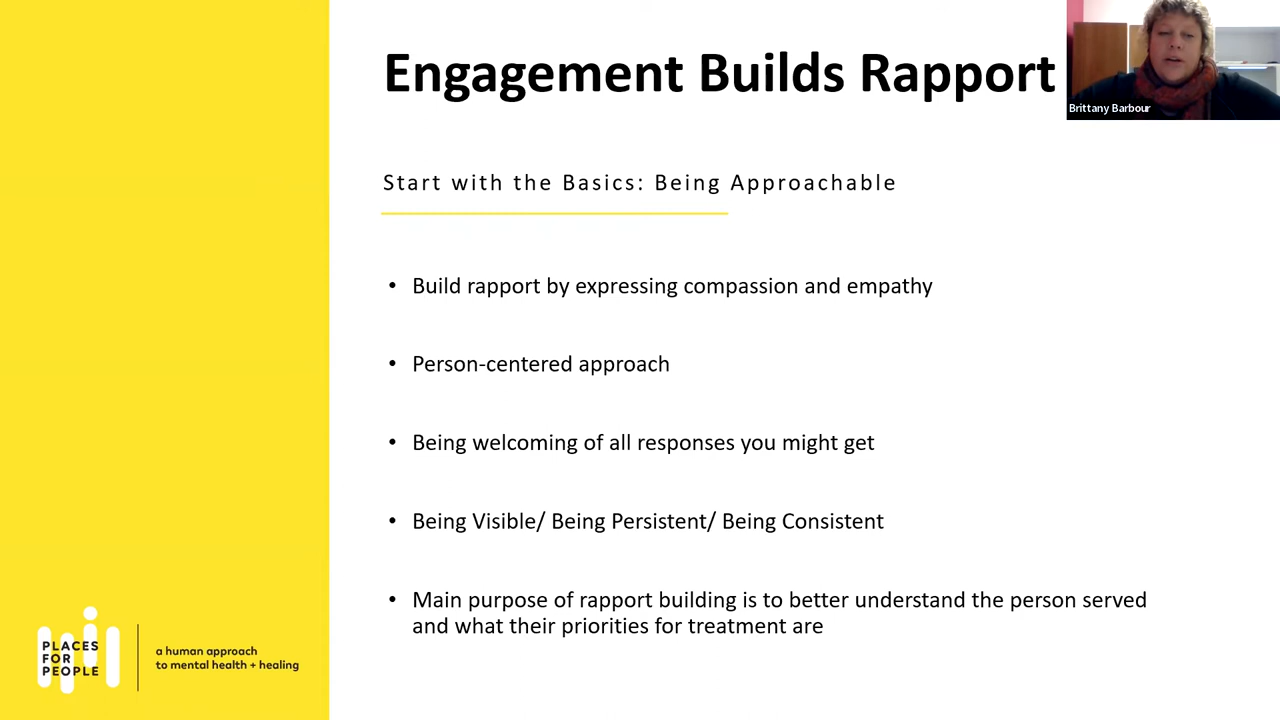 Engagement Builds Rapport
Brittany Barbour
Start with the Basics: Being Approachable
• Build rapport by expressing compassion and empathy
• Person-centered approach
• Being welcoming of all responses you might get
• Being Visible/ Being Persistent/ Being Consistent
• Main purpose of rapport building is to better understand the person served
and what their priorities for treatment are
PLACES
FOR
PEOPLE
a human approach
to mental health + healing